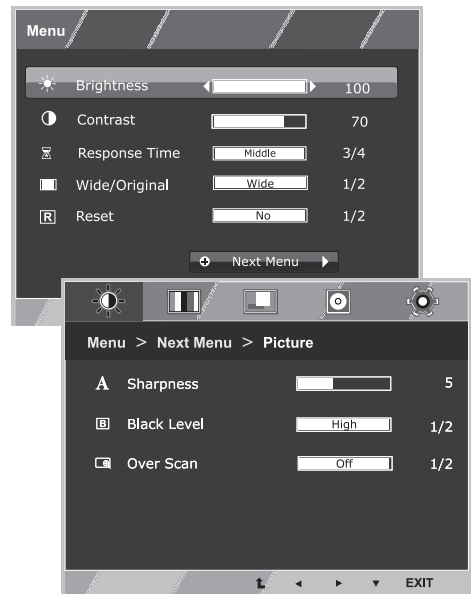 Menu
Brightness 100
Contrast 70
Response Time Middle 3/4
Wide/Original Wide 1/2
R Reset No 1/2
Next Menu
Menu > Next Menu > Picture
A Sharpness 5
B Black Level High 1/2
Over Scan Off 1/2
EXIT